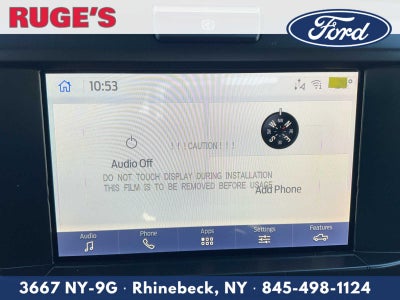 RUGE'S
Ford
10:53
!!!CAUTION!!!
Audio Off
DO NOT TOUCH DISPLAY DURING INSTALLATION
THIS FILM IS TO BE REMOVED BEFORE USAGE
Add Phone
Audio
Phone
Apps
Settings
Features
3667 NY-9G · Rhinebeck, NY · 845-498-1124